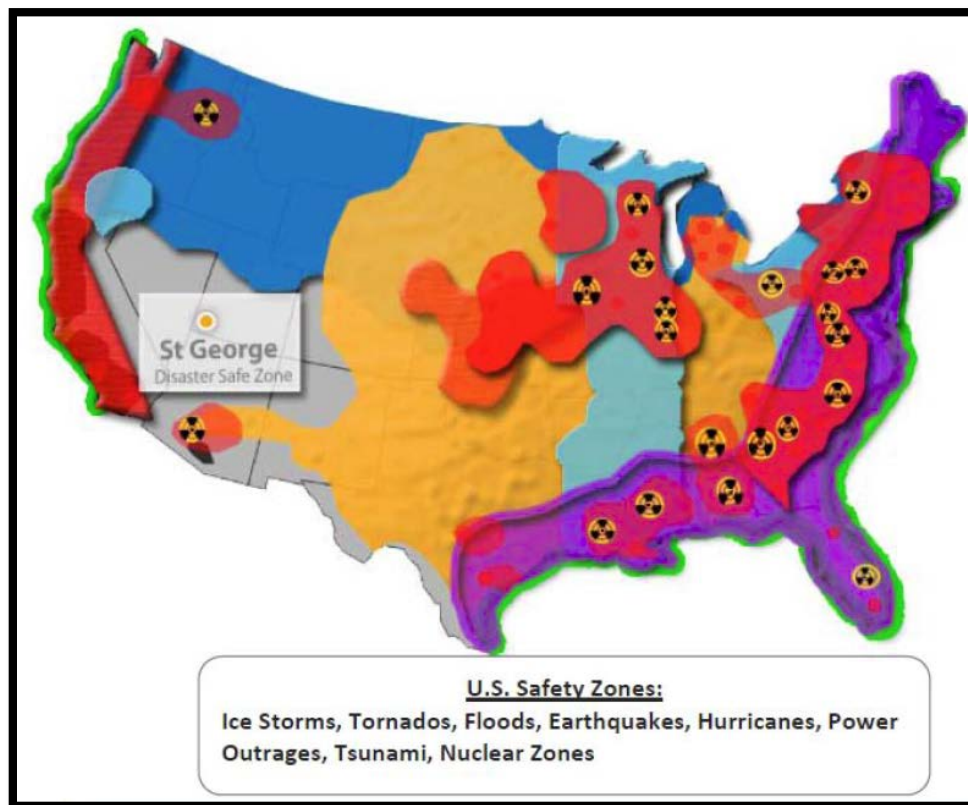 St George
Disaster Safe Zone
U.S. Safety Zones:
Ice Storms, Tornados, Floods, Earthquakes, Hurricanes, Power
Outrages, Tsunami, Nuclear Zones